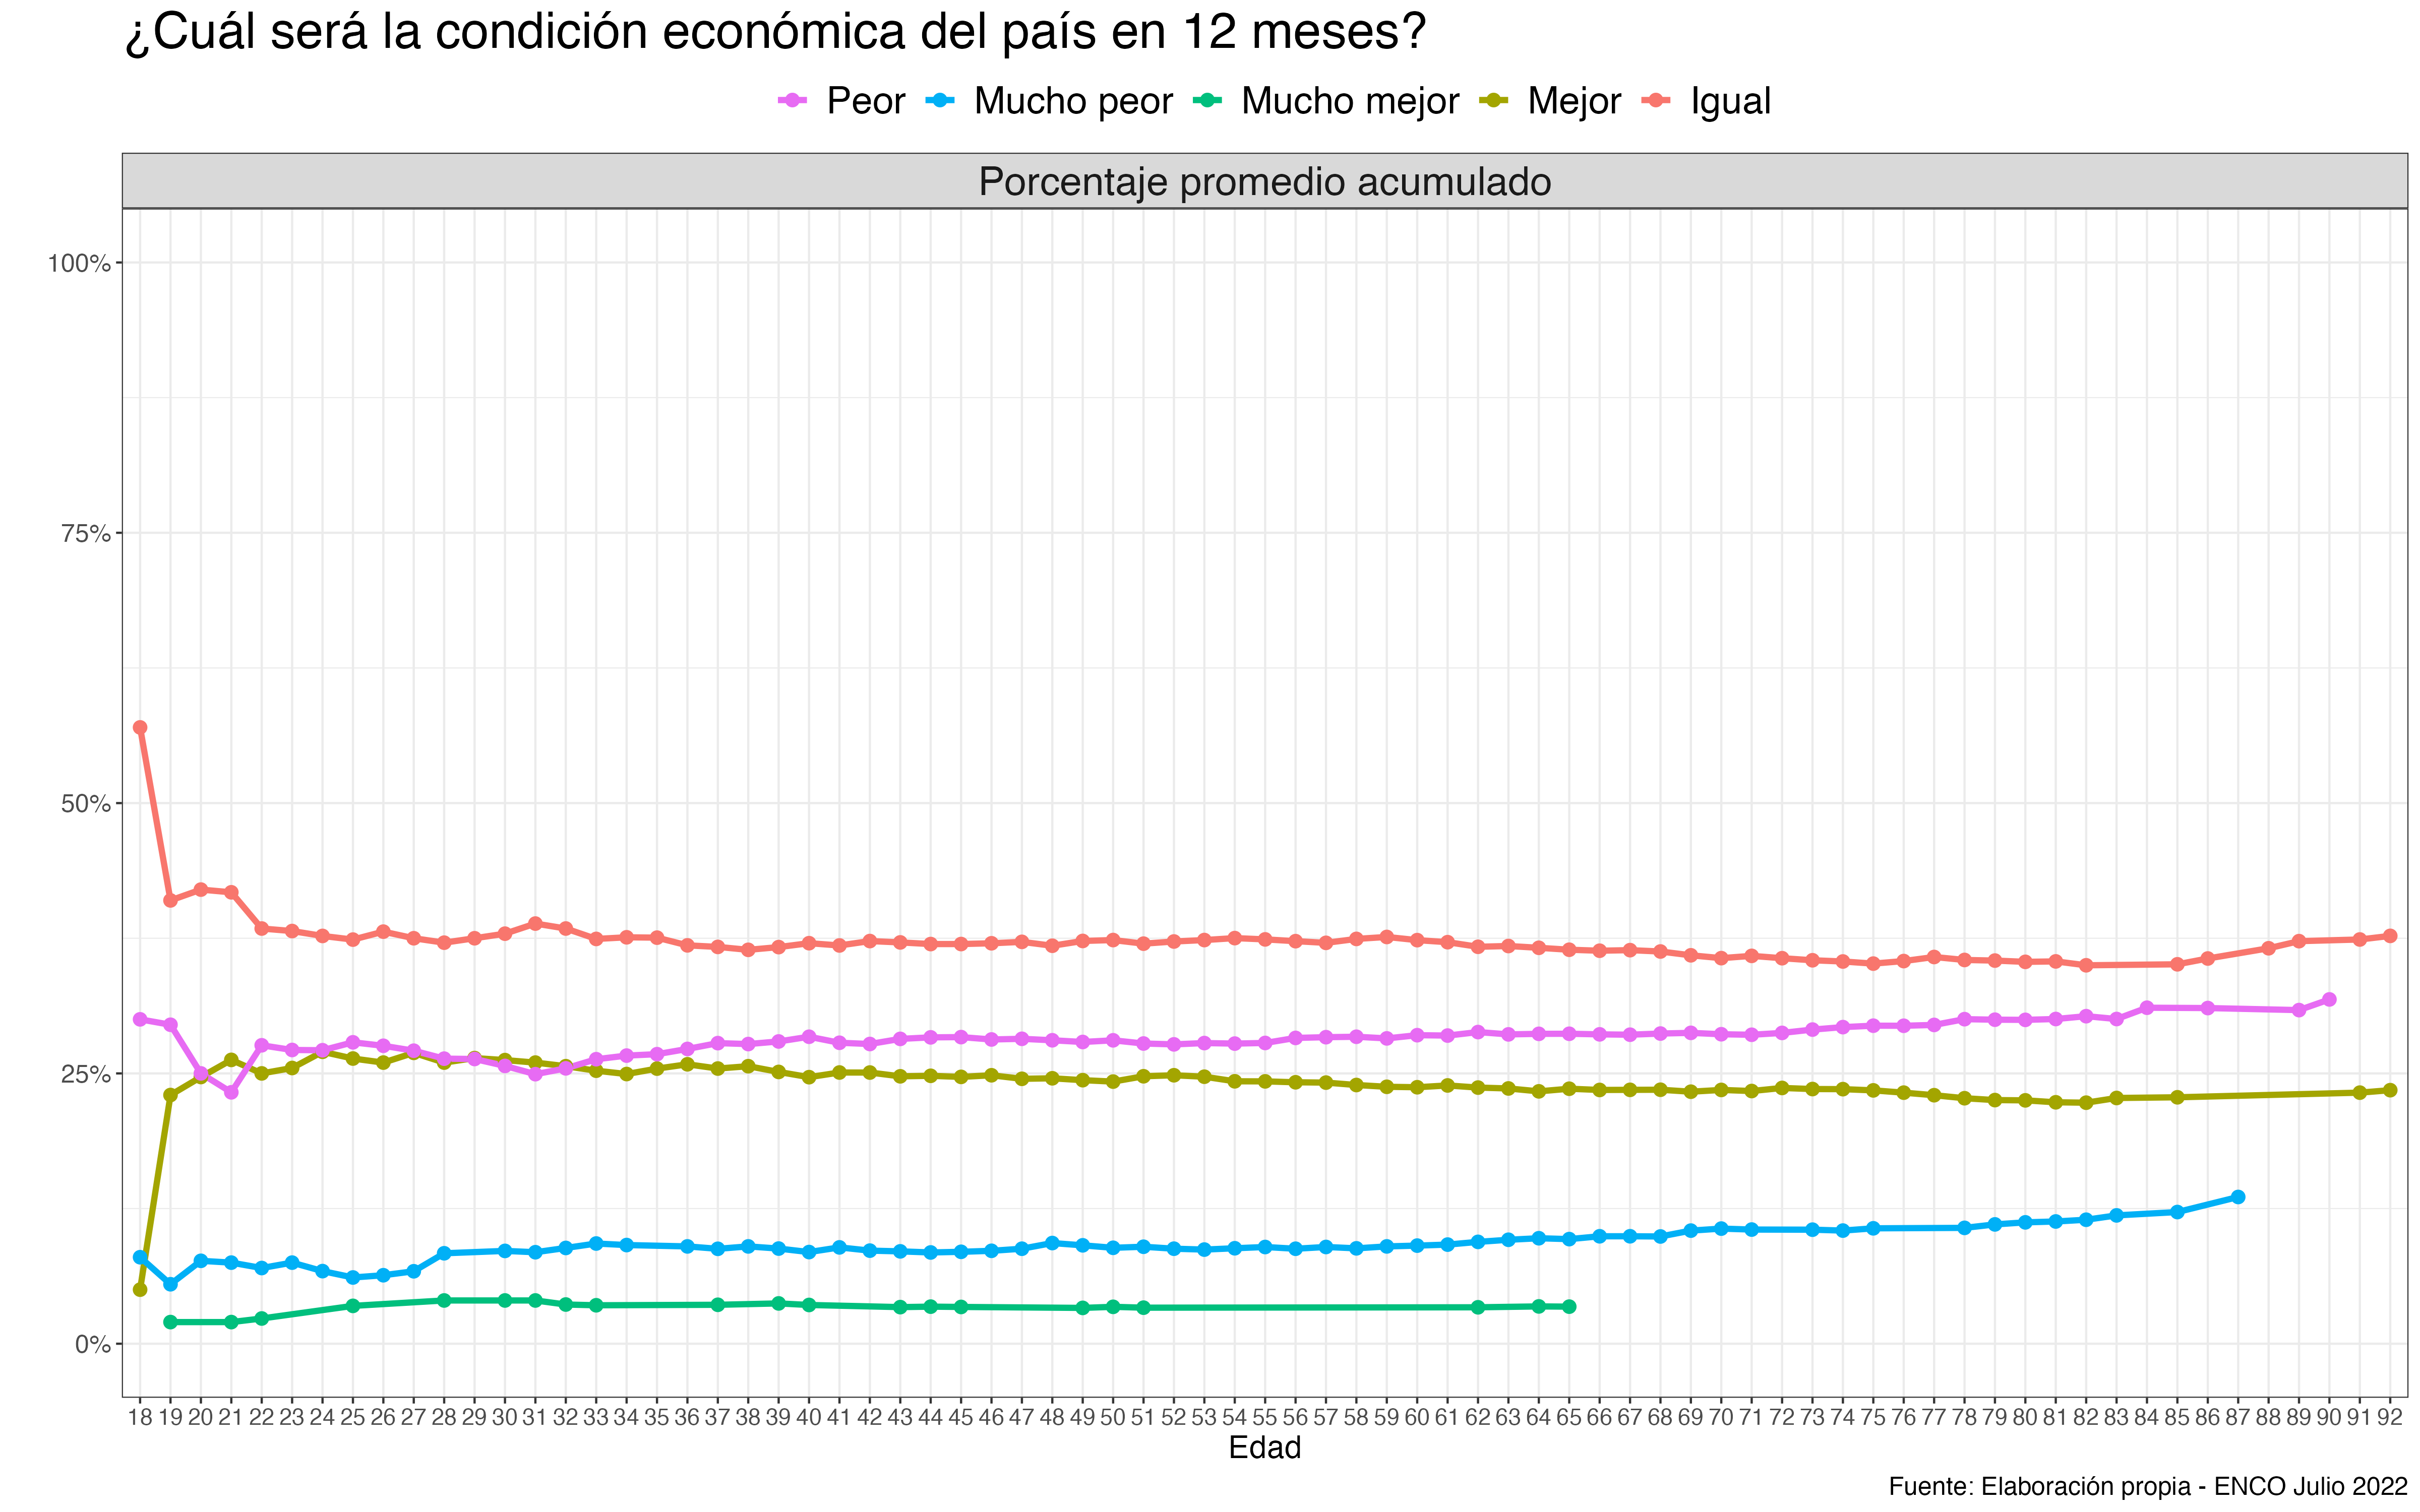 ¿Cuál será la condición económica del país en 12 meses?
Peor Mucho peor Mucho mejor Mejor Igual
Porcentaje promedio acumulado
100%
75%
50%
25%
0%
18 19 20 21 22 23 24 25 26 27 28 29 30 31 32 33 34 35 36 37 38 39 40 41 42 43 44 45 46 47 48 49 50 51 52 53 54 55 56 57 58 59 60 61 62 63 64 65 66 67 68 69 70 71 72 73 74 75 76 77 78 79 80 81 82 83 84 85 86 87 88 89 90 91 92
Edad
Fuente: Elaboración propia - ENCO Julio 2022